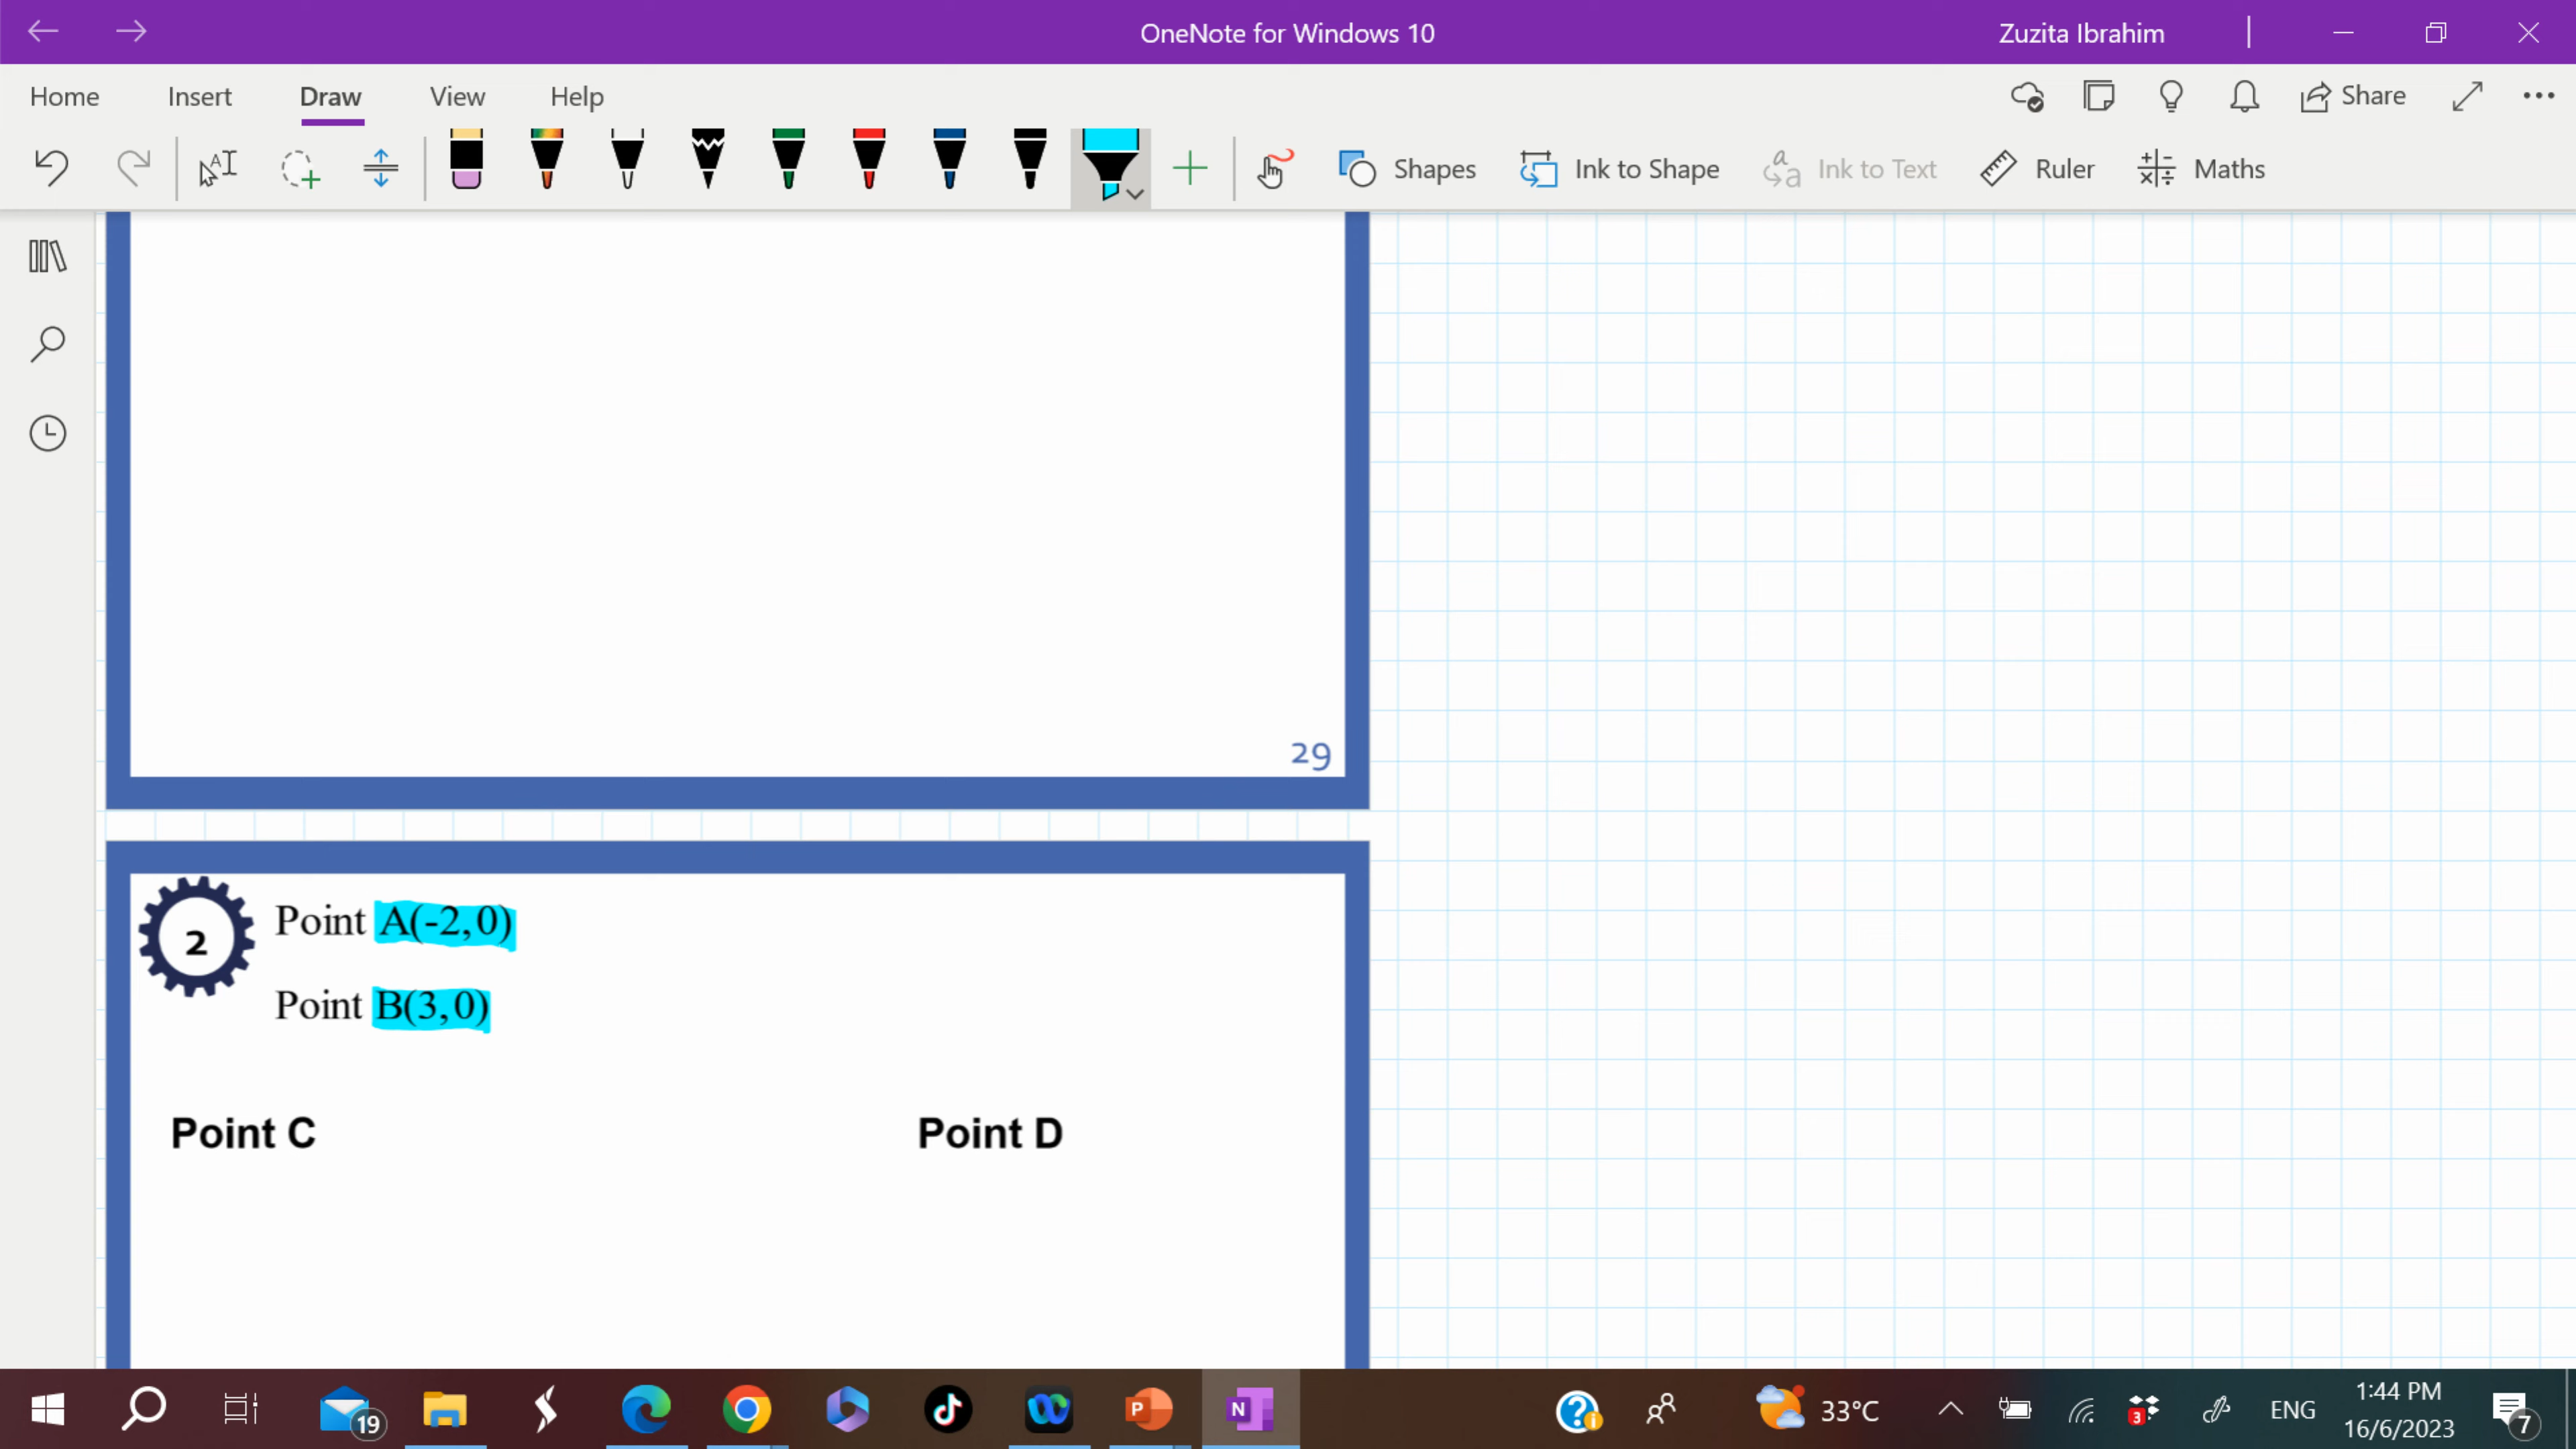 OneNote for Windows 10
Zuzita Ibrahim
Home Insert Draw View Help
Share
Shapes Ink to Shape Ink to Text Ruler Maths
29
2
Point A(-2,0)
Point B(3,0)
Point C Point D
19
P
N
33°C
3
ENG
1:44 PM
16/6/2023
7